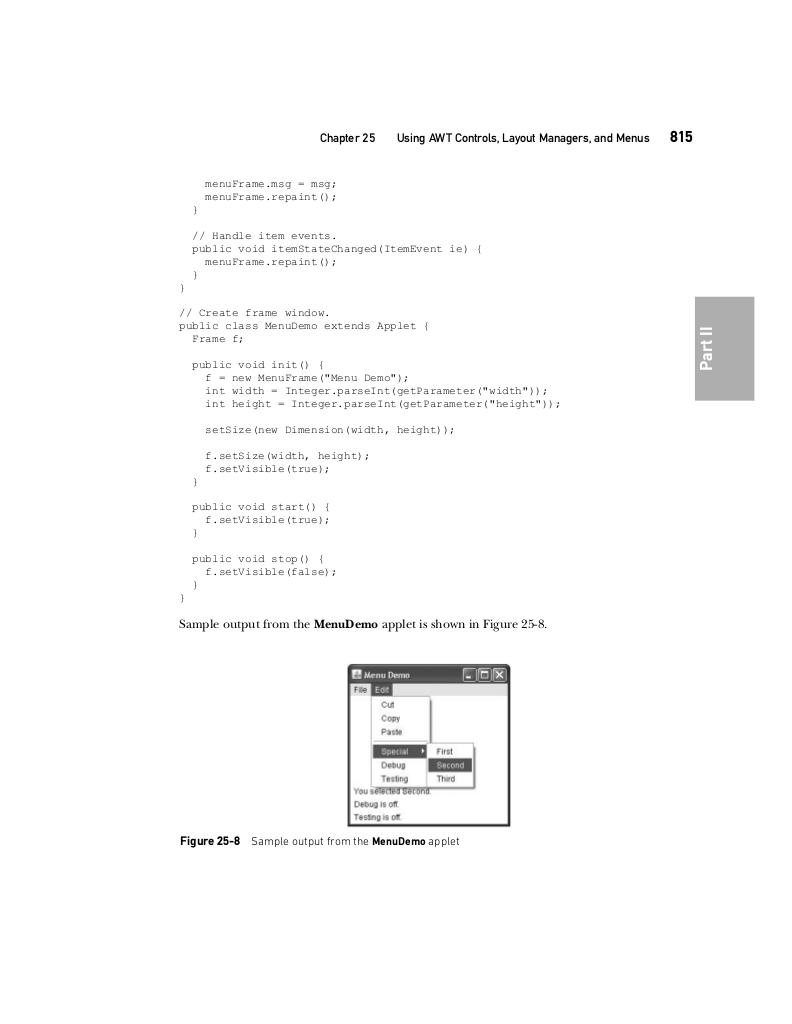 Chapter 25 Using AWT Controls, Layout Managers, and Menus 815
menuFrame.msg = msg;
menuFrame.repaint();
}
// Handle item events.
public void itemStateChanged(ItemEvent ie) {
menuFrame.repaint();
}
}
// Create frame window.
public class MenuDemo extends Applet {
Frame f;
public void init() {
f = new MenuFrame("Menu Demo");
int width = Integer.parseInt(getParameter("width"));
int height = Integer.parseInt(getParameter("height"));
setSize(new Dimension(width, height));
f.setSize(width, height);
f.setVisible(true);
}
public void start() {
f.setVisible(true);
}
public void stop() {
f.setVisible(false);
}
}
Part II
Sample output from the MenuDemo applet is shown in Figure 25-8.
Menu Demo
File Edit
Cut
Copy
Paste
Special First
Debug Second
Testing Third
You selected Second.
Debug is off.
Testing is off.
Figure 25-8 Sample output from the MenuDemo applet